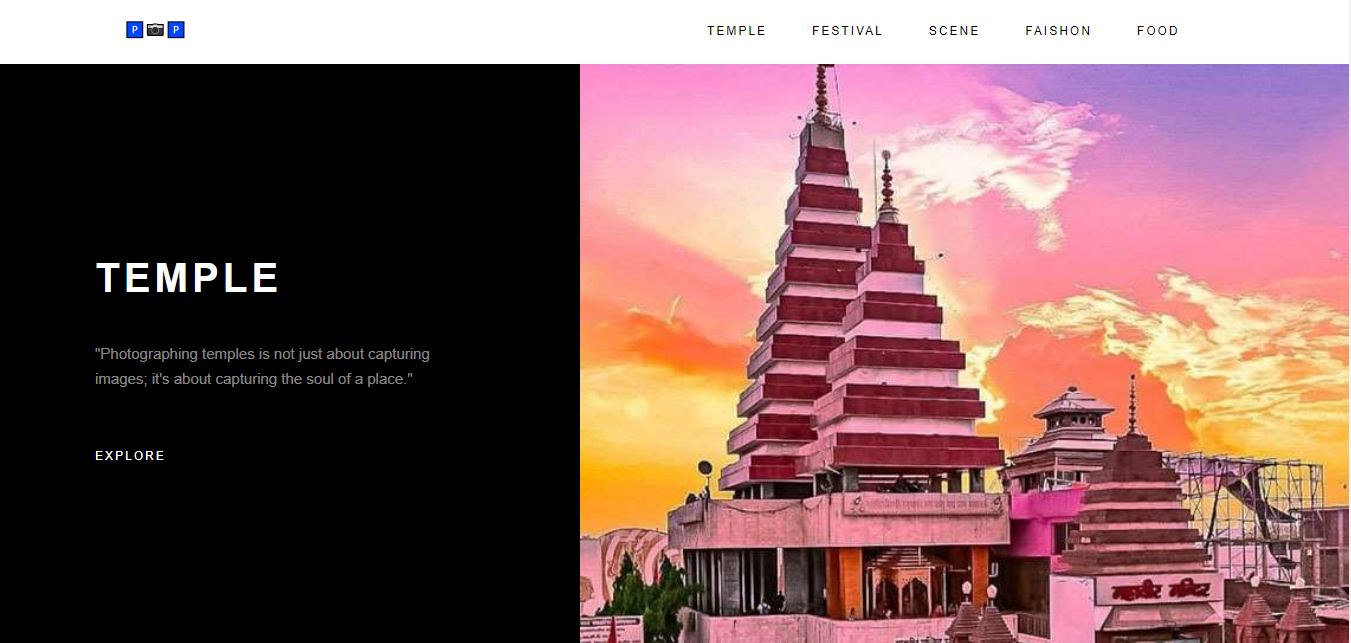 P P
TEMPLE FESTIVAL SCENE FAISHON FOOD
TEMPLE
"Photographing temples is not just about capturing
images; it's about capturing the soul of a place."
EXPLORE
महावीर मन्दिर